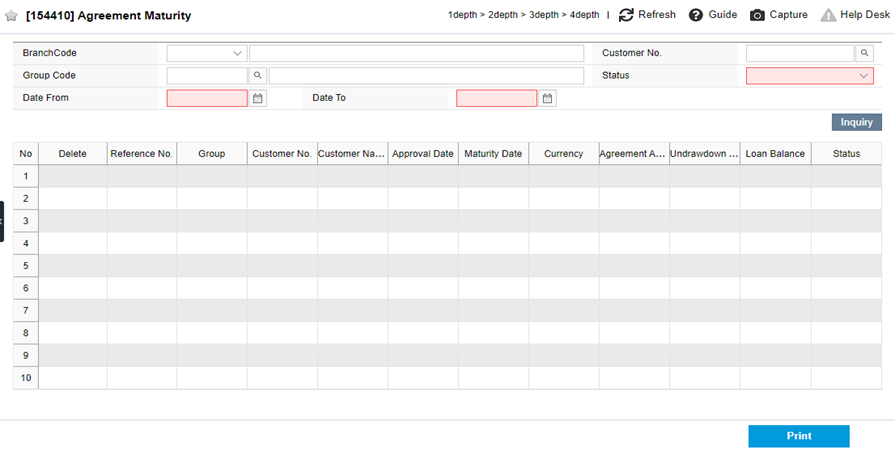 [154410] Agreement Maturity 1depth > 2depth > 3depth > 4depth | Refresh Guide Capture Help Desk
BranchCode Customer No.
Group Code Status
Date From Date To
Inquiry
No Delete Reference No. Group Customer No. Customer Na... Approval Date Maturity Date Currency Agreement A... Undrawdown ... Loan Balance Status
1
2
3
4
5
6
7
8
9
10
Print